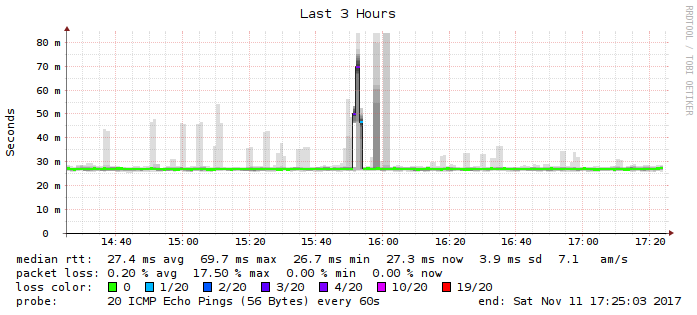 Last 3 Hours
RRDTOOL / TOBI OETIKER
Seconds
80 m
70 m
60 m
50 m
40 m
30 m
20 m
10 m
0
14:40 15:00 15:20 15:40 16:00 16:20 16:40 17:00 17:20
median rtt: 27.4 ms avg 69.7 ms max 26.7 ms min 27.3 ms now 3.9 ms sd 7.1 am/s
packet loss: 0.20 % avg 17.50 % max 0.00 % min 0.00 % now
loss color: 0 1/20 2/20 3/20 4/20 10/20 19/20
probe: 20 ICMP Echo Pings (56 Bytes) every 60s end: Sat Nov 11 17:25:03 2017